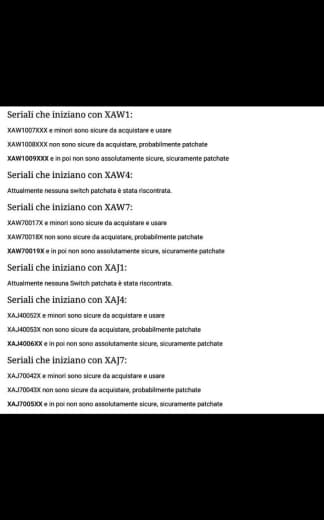 Seriali che iniziano con XAW1:
XAW1007XXX e minori sono sicure da acquistare e usare
XAW1008XXX non sono sicure da acquistare, probabilmente patchate
XAW1009XXX e in poi non sono assolutamente sicure, sicuramente patchate
Seriali che iniziano con XAW4:
Attualmente nessuna switch patchata è stata riscontrata.
Seriali che iniziano con XAW7:
XAW70017X e minori sono sicure da acquistare e usare
XAW70018X non sono sicure da acquistare, probabilmente patchate
XAW70019X e in poi non sono assolutamente sicure, sicuramente patchate
Seriali che iniziano con XAJ1:
Attualmente nessuna Switch patchata è stata riscontrata.
Seriali che iniziano con XAJ4:
XAJ40052X e minori sono sicure da acquistare e usare
XAJ40053X non sono sicure da acquistare, probabilmente patchate
XAJ4006XX e in poi non sono assolutamente sicure, sicuramente patchate
Seriali che iniziano con XAJ7:
XAJ70042X e minori sono sicure da acquistare e usare
XAJ70043X non sono sicure da acquistare, probabilmente patchate
XAJ7005XX e in poi non sono assolutamente sicure, sicuramente patchate